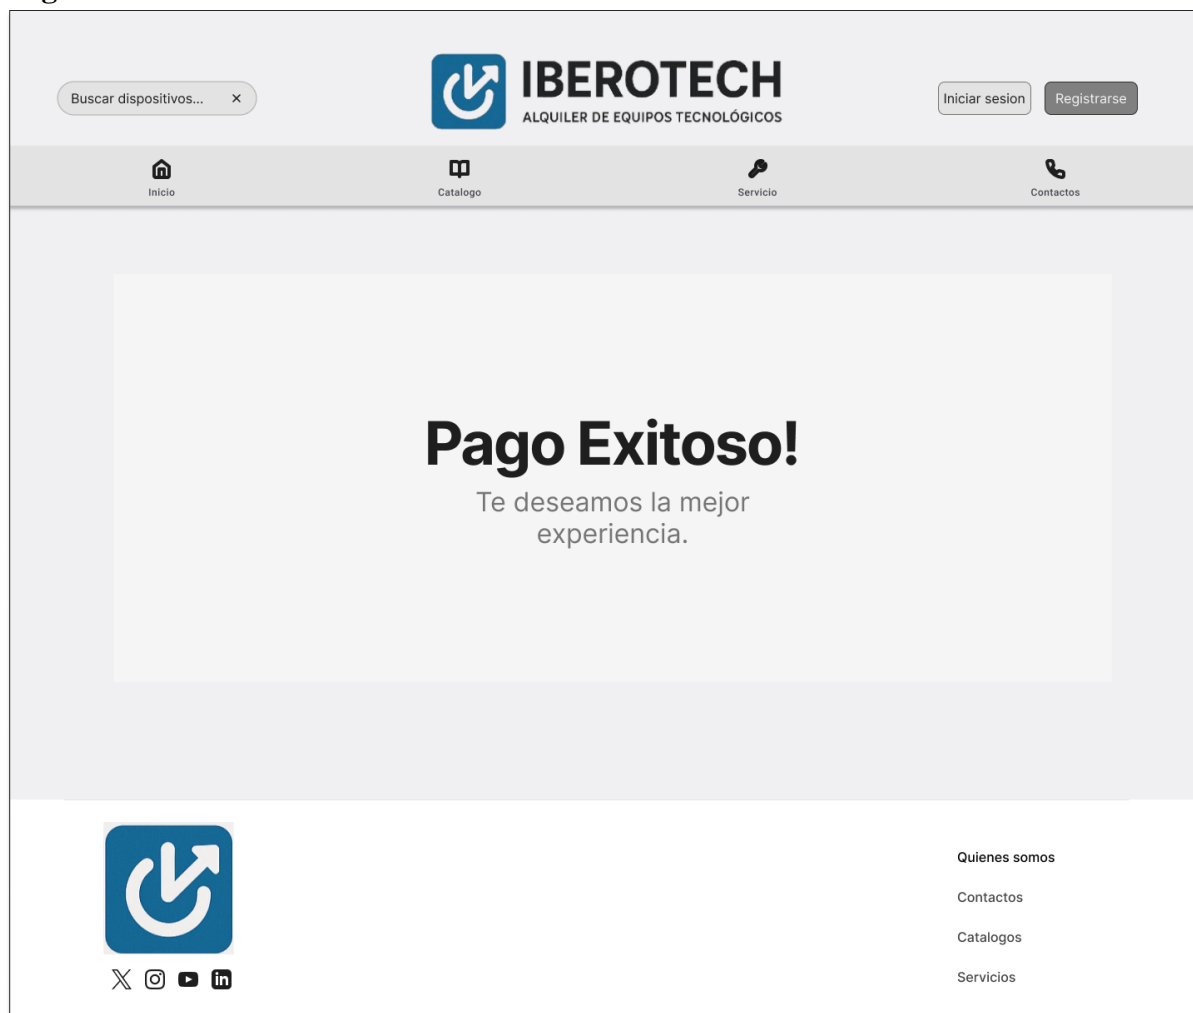 Buscar dispositivos...
IBEROTECH
ALQUILER DE EQUIPOS TECNOLÓGICOS
Iniciar sesion
Registrarse
Inicio
Catalogo
Servicio
Contactos
Pago Exitoso!
Te deseamos la mejor
experiencia.
Quienes somos
Contactos
Catalogos
Servicios